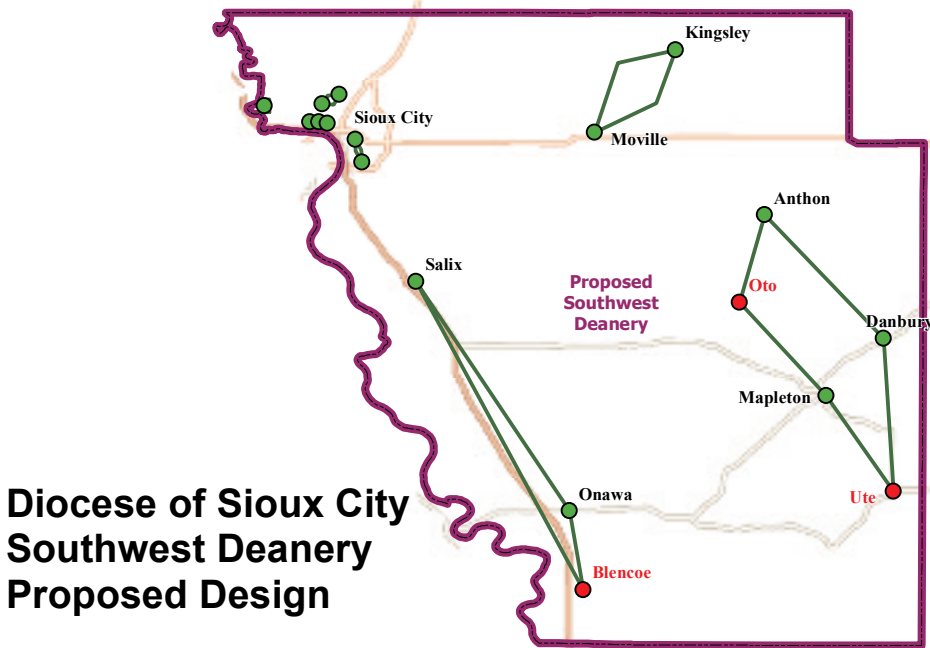 Kingsley
Sioux City
Moville
Anthon
Salix
Proposed
Southwest
Deanery
Oto
Danbury
Mapleton
Onawa
Ute
Blencoe
Diocese of Sioux City
Southwest Deanery
Proposed Design